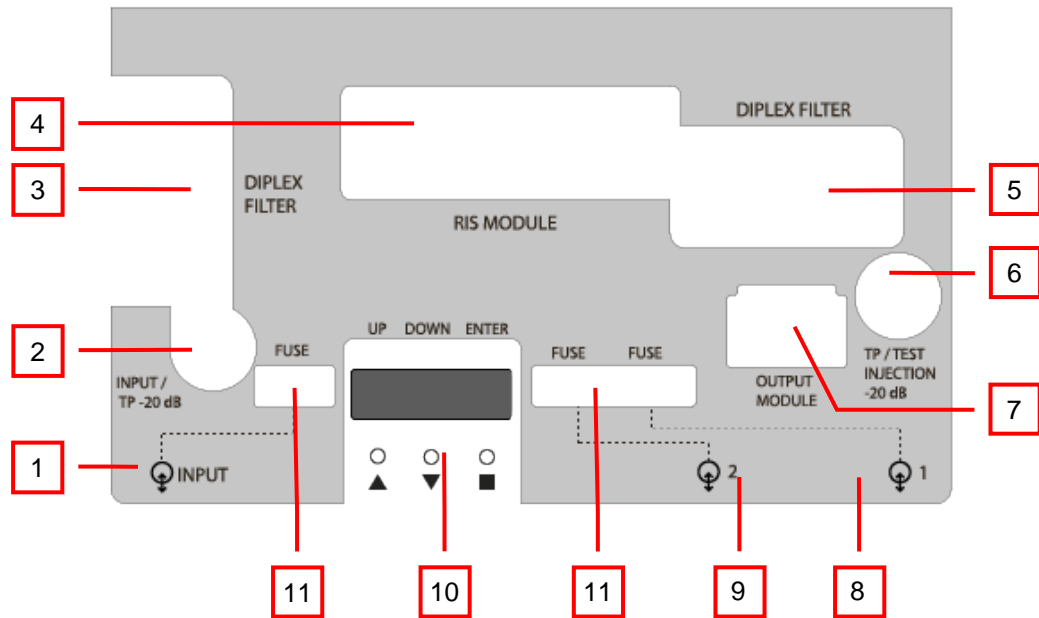 4
DIPLEX FILTER
3
DIPLEX
FILTER
5
RIS MODULE
6
UP DOWN ENTER
2
FUSE
FUSE FUSE
TP / TEST
INJECTION
-20 dB
INPUT /
TP -20 dB
OUTPUT
MODULE
7
1
INPUT
2
1
11
10
11
9
8